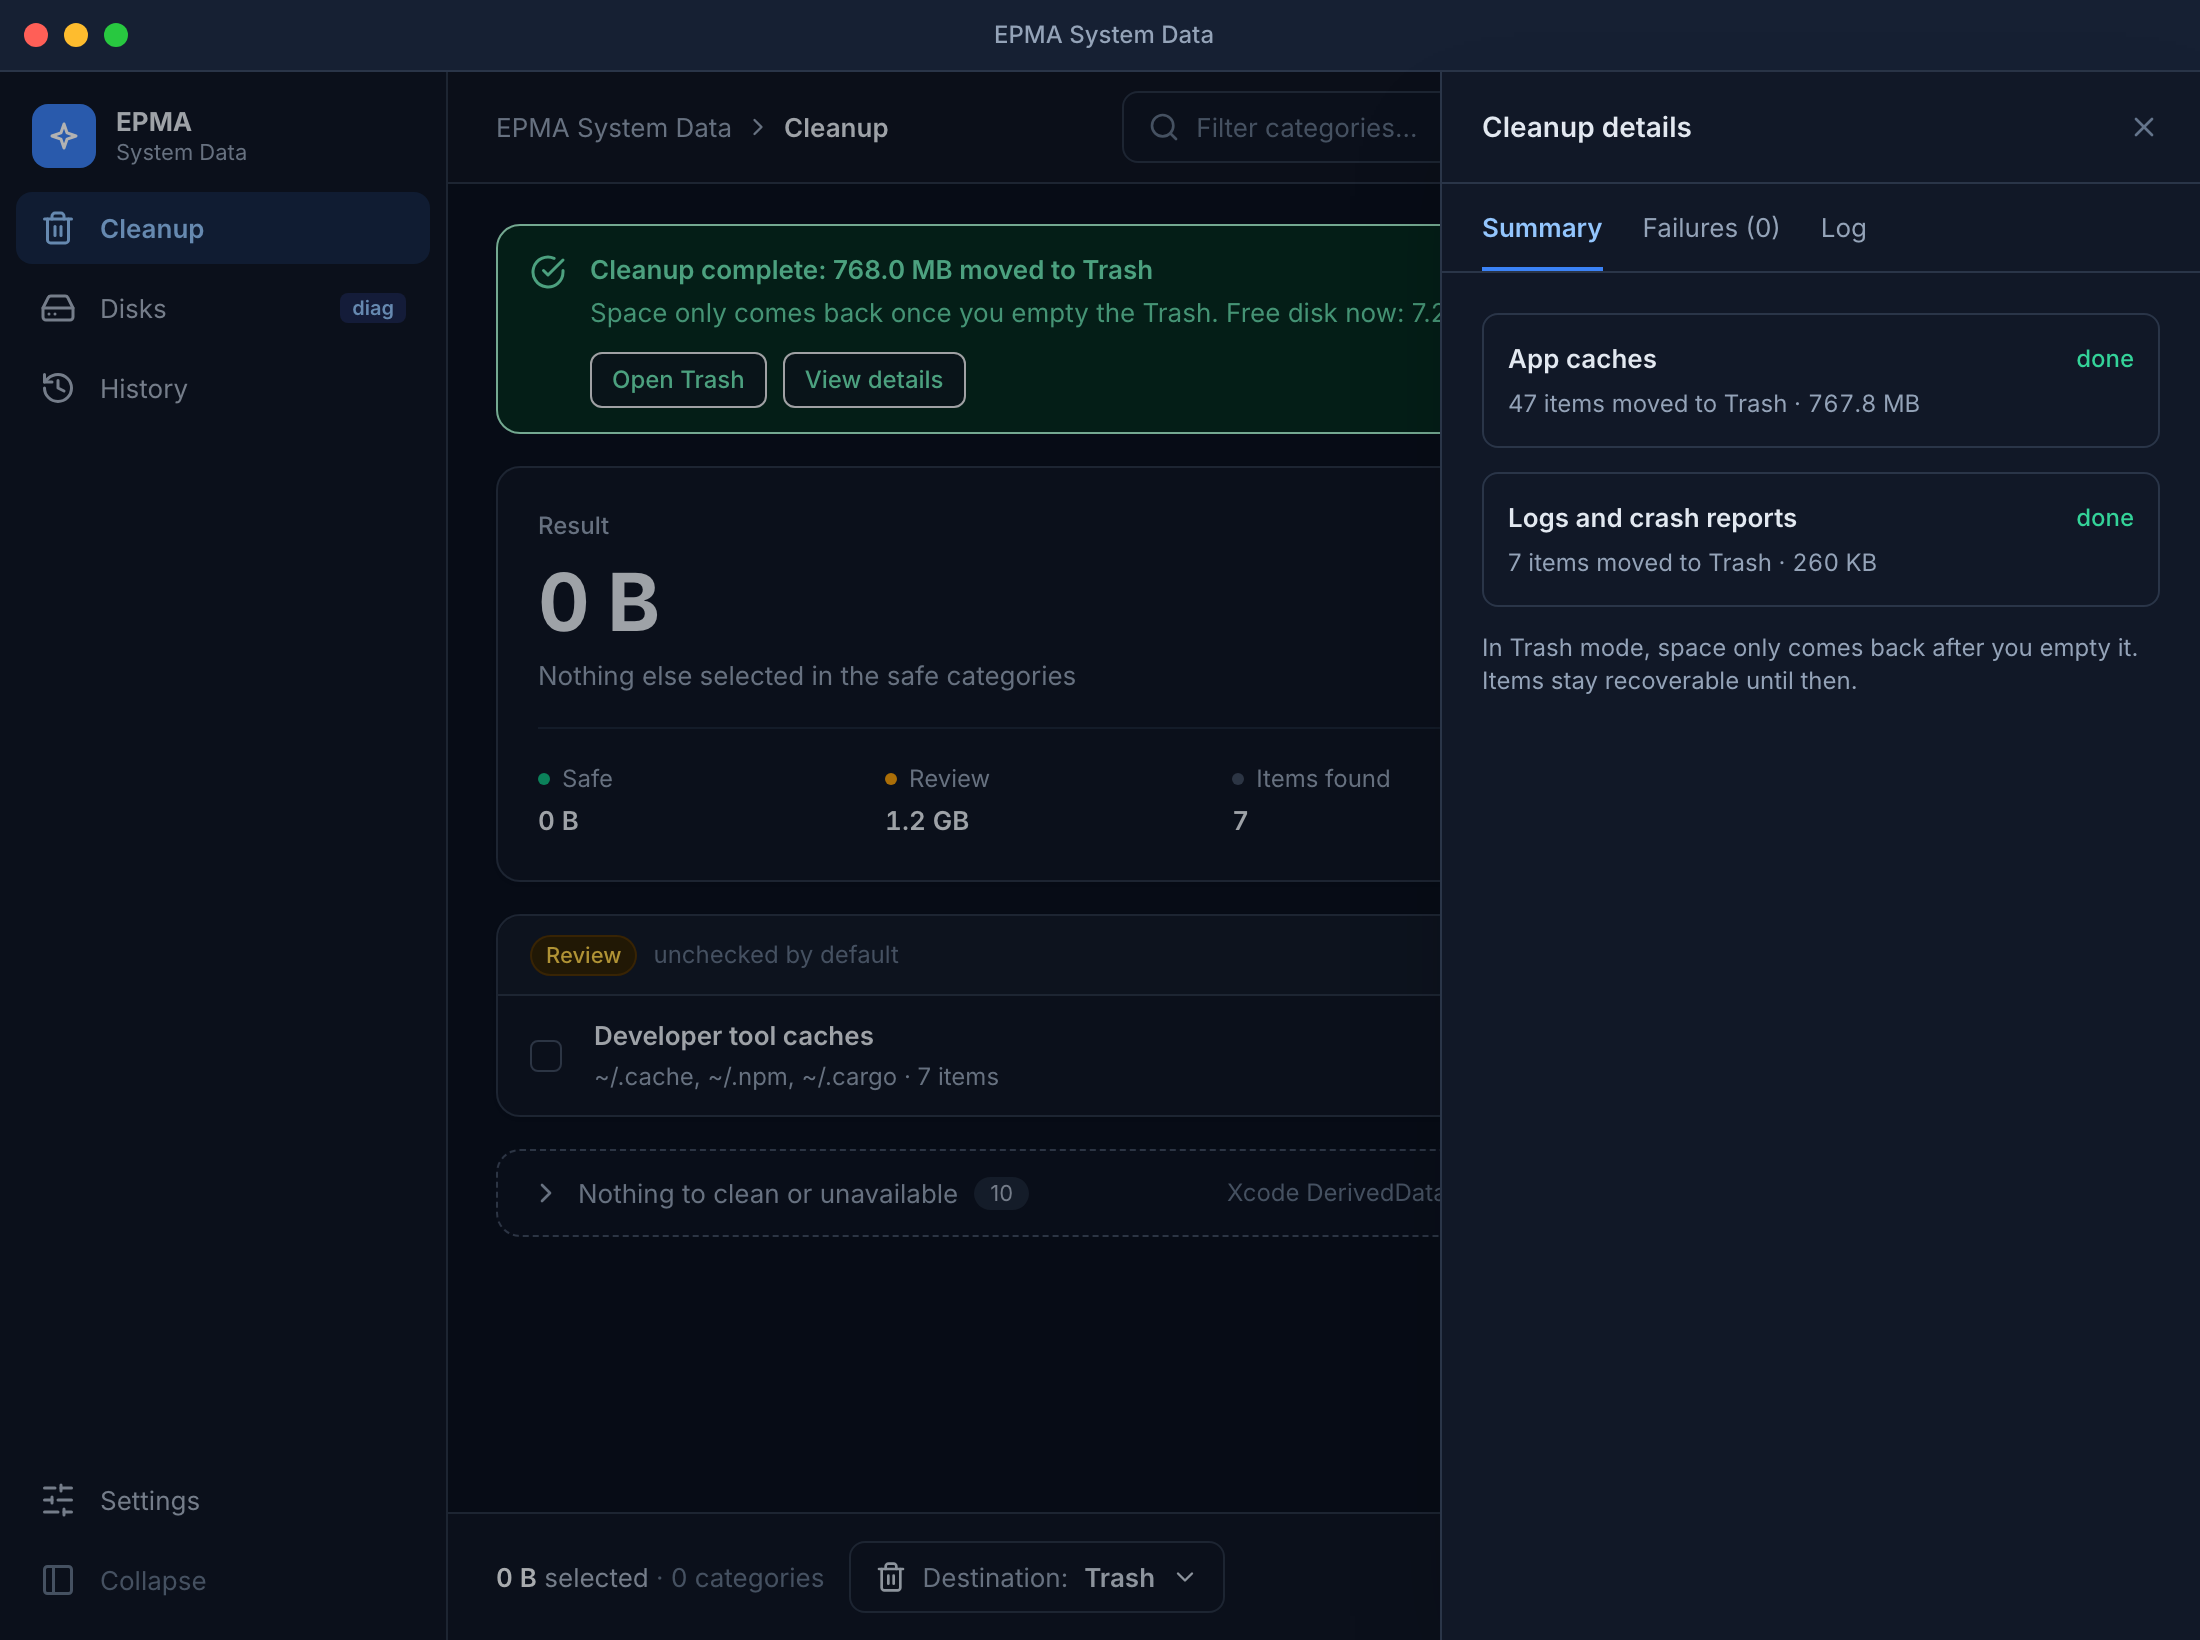 EPMA System Data
EPMA
System Data
Cleanup
Disks
diag
History
Settings
Collapse
EPMA System Data > Cleanup
Filter categories...
Cleanup complete: 768.0 MB moved to Trash
Space only comes back once you empty the Trash. Free disk now: 7.2
Open Trash
View details
Result
0 B
Nothing else selected in the safe categories
Safe
0 B
Review
1.2 GB
Items found
7
Review
unchecked by default
Developer tool caches
~/.cache, ~/.npm, ~/.cargo · 7 items
Nothing to clean or unavailable
10
Xcode DerivedData
0 B selected · 0 categories
Destination: Trash
Cleanup details
Summary
Failures (0)
Log
App caches
done
47 items moved to Trash · 767.8 MB
Logs and crash reports
done
7 items moved to Trash · 260 KB
In Trash mode, space only comes back after you empty it.
Items stay recoverable until then.